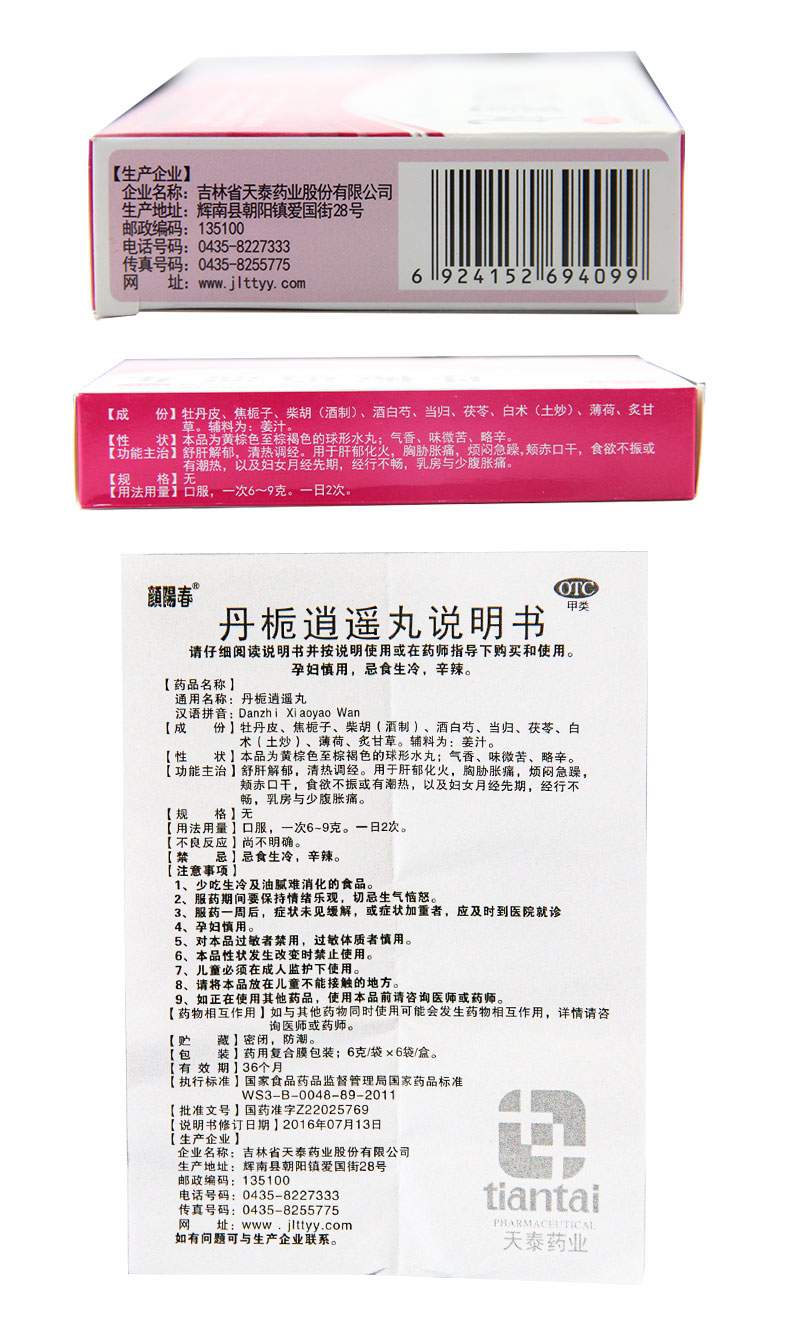 【生产企业】
企业名称：吉林省天泰药业股份有限公司
生产地址：辉南县朝阳镇爱国街28号
邮政编码：135100
电话号码：0435-8227333
传真号码：0435-8255775
网　　址：www.jlttyy.com
6 924152 694099
【成　　份】牡丹皮、焦栀子、柴胡（酒制）、酒白芍、当归、茯苓、白术（土炒）、薄荷、炙甘
草。辅料为：姜汁。
【性　　状】本品为黄棕色至棕褐色的球形水丸；气香、味微苦、略辛。
【功能主治】舒肝解郁，清热调经。用于肝郁化火，胸胁胀痛，烦闷急躁，颊赤口干，食欲不振或
有潮热，以及妇女月经先期，经行不畅，乳房与少腹胀痛。
【规　　格】无
【用法用量】口服，一次6～9克。一日2次。
顏陽春®
OTC
甲类
丹栀逍遥丸说明书
请仔细阅读说明书并按说明使用或在药师指导下购买和使用。
孕妇慎用，忌食生冷，辛辣。
【药品名称】
通用名称：丹栀逍遥丸
汉语拼音：Danzhi Xiaoyao Wan
【成　　份】牡丹皮、焦栀子、柴胡（酒制）、酒白芍、当归、茯苓、白
术（土炒）、薄荷、炙甘草。辅料为：姜汁。
【性　　状】本品为黄棕色至棕褐色的球形水丸；气香、味微苦、略辛。
【功能主治】舒肝解郁，清热调经。用于肝郁化火，胸胁胀痛，烦闷急躁，
颊赤口干，食欲不振或有潮热，以及妇女月经先期，经行不
畅，乳房与少腹胀痛。
【规　　格】无
【用法用量】口服，一次6~9克。一日2次。
【不良反应】尚不明确。
【禁　　忌】忌食生冷，辛辣。
【注意事项】
1、少吃生冷及油腻难消化的食品。
2、服药期间要保持情绪乐观，切忌生气恼怒。
3、服药一周后，症状未见缓解，或症状加重者，应及时到医院就诊
4、孕妇慎用。
5、对本品过敏者禁用，过敏体质者慎用。
6、本品性状发生改变时禁止使用。
7、儿童必须在成人监护下使用。
8、请将本品放在儿童不能接触的地方。
9、如正在使用其他药品，使用本品前请咨询医师或药师。
【药物相互作用】如与其他药物同时使用可能会发生药物相互作用，详情请咨
询医师或药师。
【贮　　藏】密闭，防潮。
【包　　装】药用复合膜包装；6克/袋×6袋/盒。
【有 效 期】36个月
【执行标准】国家食品药品监督管理局国家药品标准
WS3-B-0048-89-2011
【批准文号】国药准字Z22025769
【说明书修订日期】2016年07月13日
【生产企业】
企业名称：吉林省天泰药业股份有限公司
生产地址：辉南县朝阳镇爱国街28号
邮政编码：135100
电话号码：0435-8227333
传真号码：0435-8255775
网　　址：www . jlttyy.com
如有问题可与生产企业联系。
tiantai
PHARMACEUTICAL
天泰药业